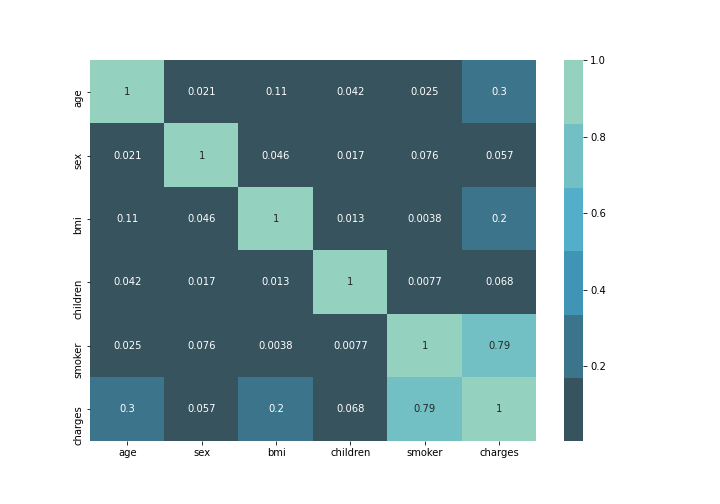 1.0
age 1 0.021 0.11 0.042 0.025 0.3
0.8
sex 0.021 1 0.046 0.017 0.076 0.057
bmi 0.11 0.046 1 0.013 0.0038 0.2
0.6
children 0.042 0.017 0.013 1 0.0077 0.068
0.4
smoker 0.025 0.076 0.0038 0.0077 1 0.79
0.2
charges 0.3 0.057 0.2 0.068 0.79 1
age sex bmi children smoker charges